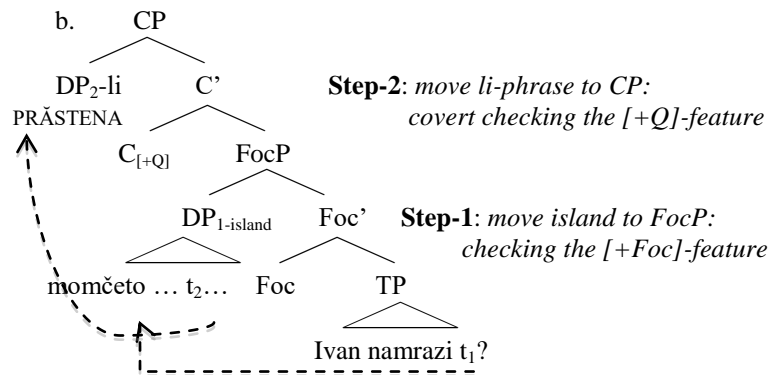 b. CP
DP₂-li C’ Step-2: move li-phrase to CP:
PRĂSTENA covert checking the [+Q]-feature
C[+Q] FocP
DP₁-island Foc’ Step-1: move island to FocP:
checking the [+Foc]-feature
momčeto … t₂… Foc TP
Ivan namrazi t₁?